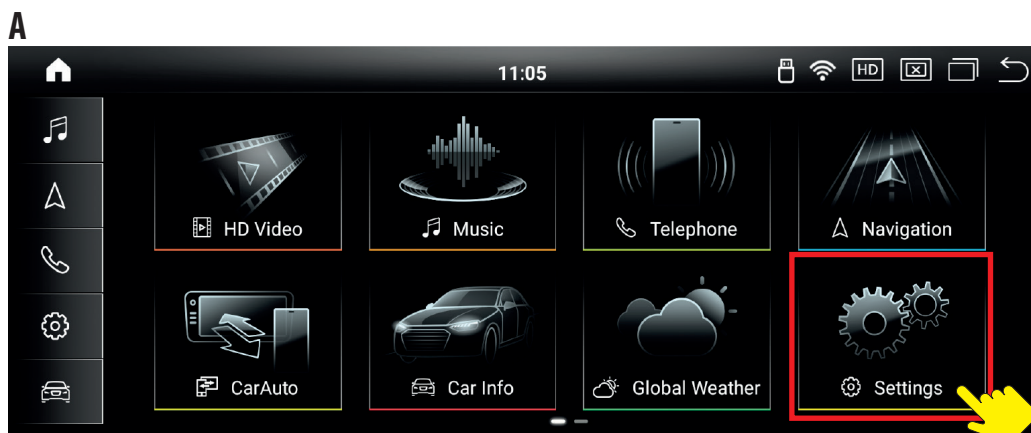 A
11:05
HD
HD Video
Music
Telephone
Navigation
CarAuto
Car Info
Global Weather
Settings